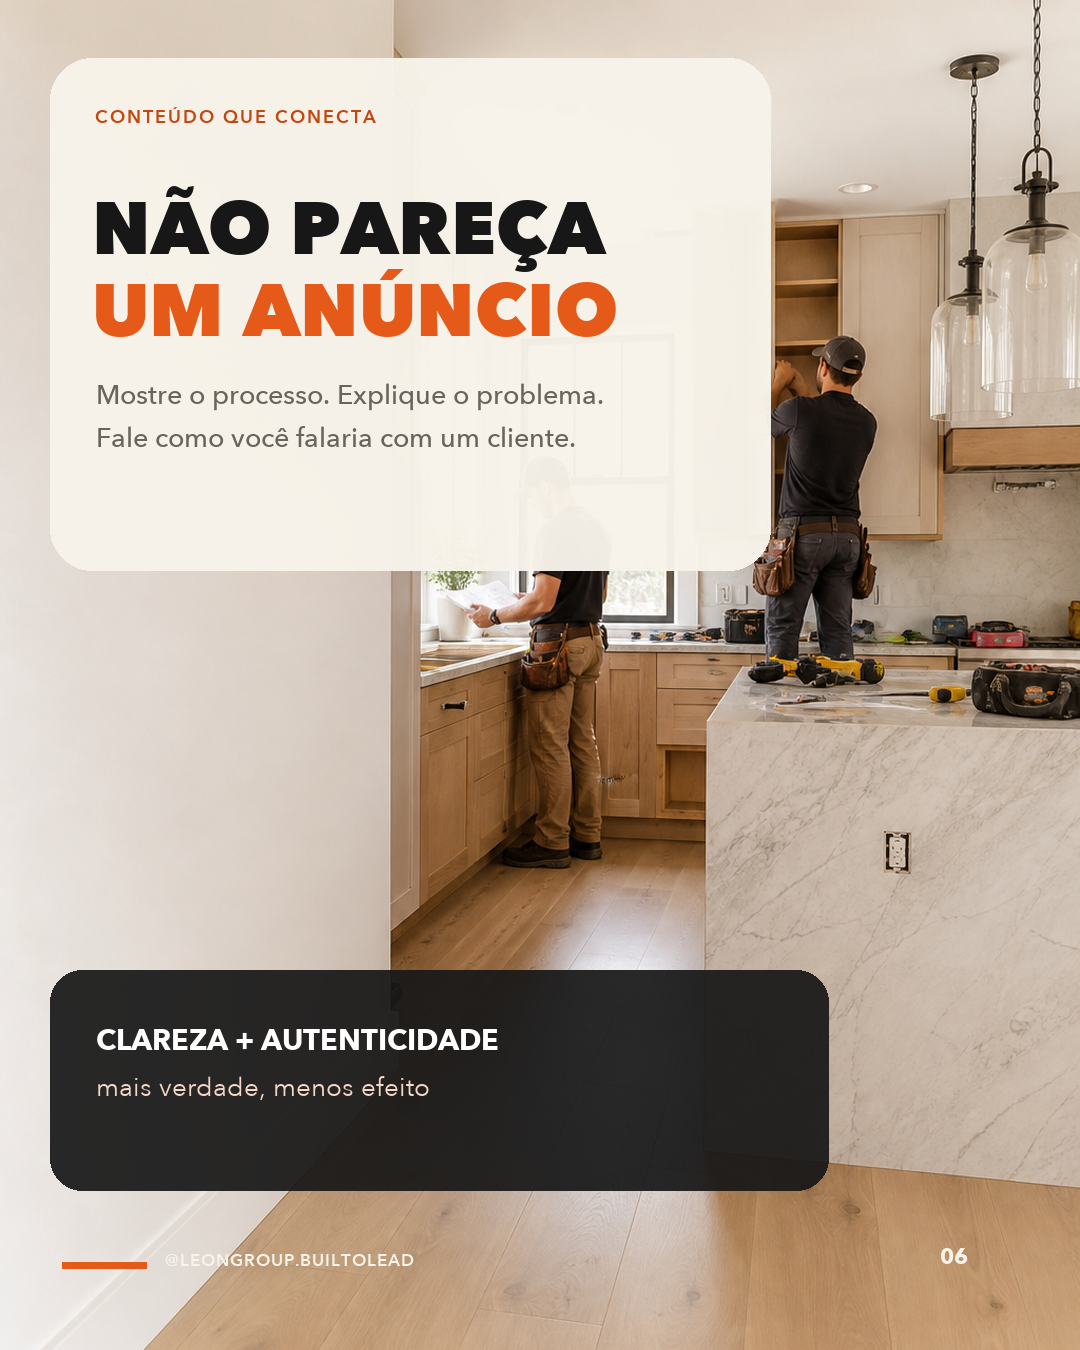 CONTEÚDO QUE CONECTA
NÃO PAREÇA
UM ANÚNCIO
Mostre o processo. Explique o problema.
Fale como você falaria com um cliente.
CLAREZA + AUTENTICIDADE
mais verdade, menos efeito
@LEONGROUP.BUILTOLEAD
06